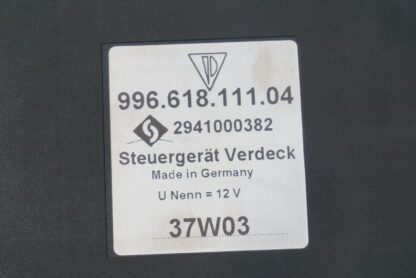 996.618.111.04
2941000382
Steuergerät Verdeck
Made in Germany
U Nenn = 12 V
37W03